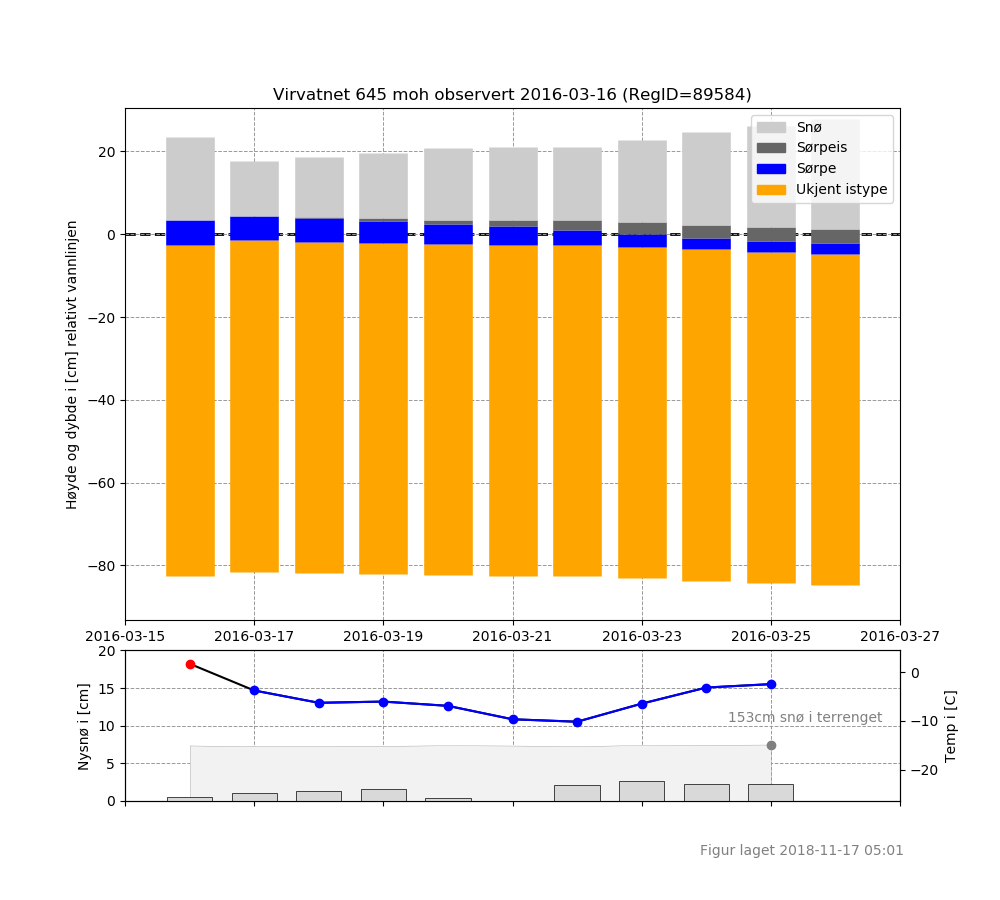 Virvatnet 645 moh observert 2016-03-16 (RegID=89584)
Snø
Sørpeis
Sørpe
Ukjent istype
Høyde og dybde i [cm] relativt vannlinjen
20
0
−20
−40
−60
−80
2016-03-15 2016-03-17 2016-03-19 2016-03-21 2016-03-23 2016-03-25 2016-03-27
Nysnø i [cm]
20
15
10
5
0
153cm snø i terrenget
0
−10
−20
Temp i [C]
Figur laget 2018-11-17 05:01